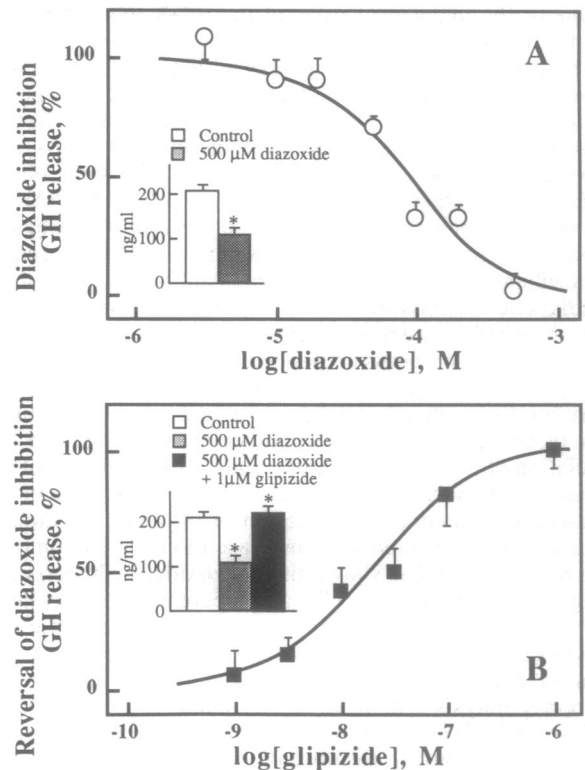 A
Diazoxide inhibition
GH release, %
100
50
0
Control
500 μM diazoxide
ng/ml
200
100
0
*
-6
-5
-4
-3
log[diazoxide], M
B
Reversal of diazoxide inhibition
GH release, %
100
50
0
Control
500 μM diazoxide
500 μM diazoxide
+ 1μM glipizide
ng/ml
200
100
0
*
*
-10
-9
-8
-7
-6
log[glipizide], M